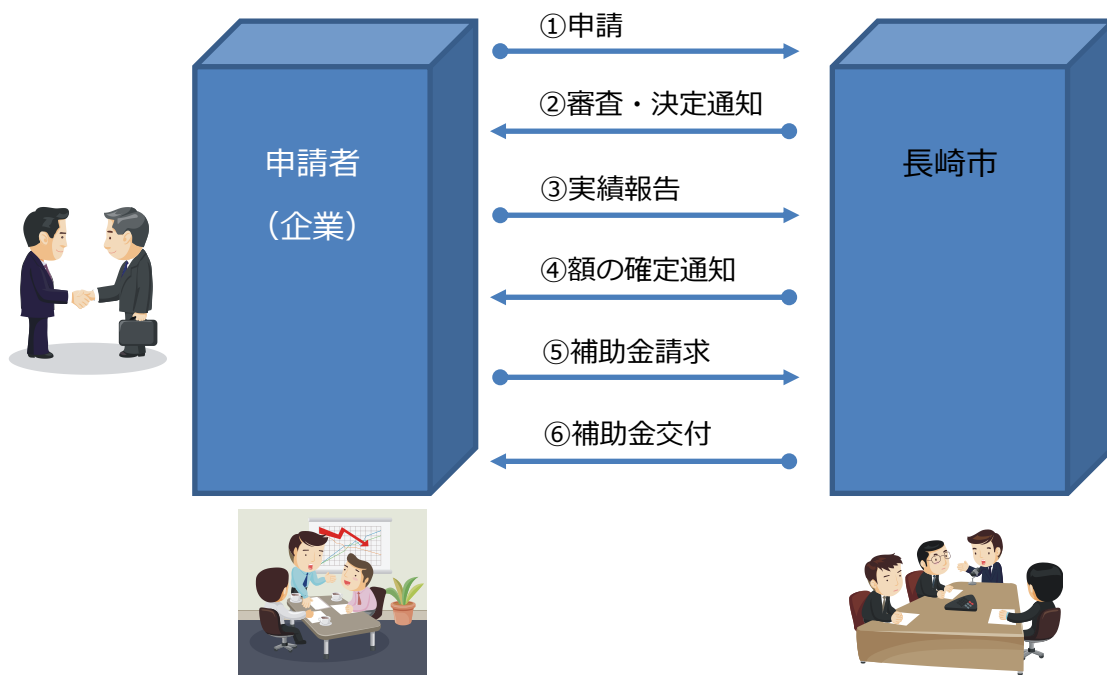 ①申請
②審査・決定通知
申請者
（企業）
長崎市
③実績報告
④額の確定通知
⑤補助金請求
⑥補助金交付